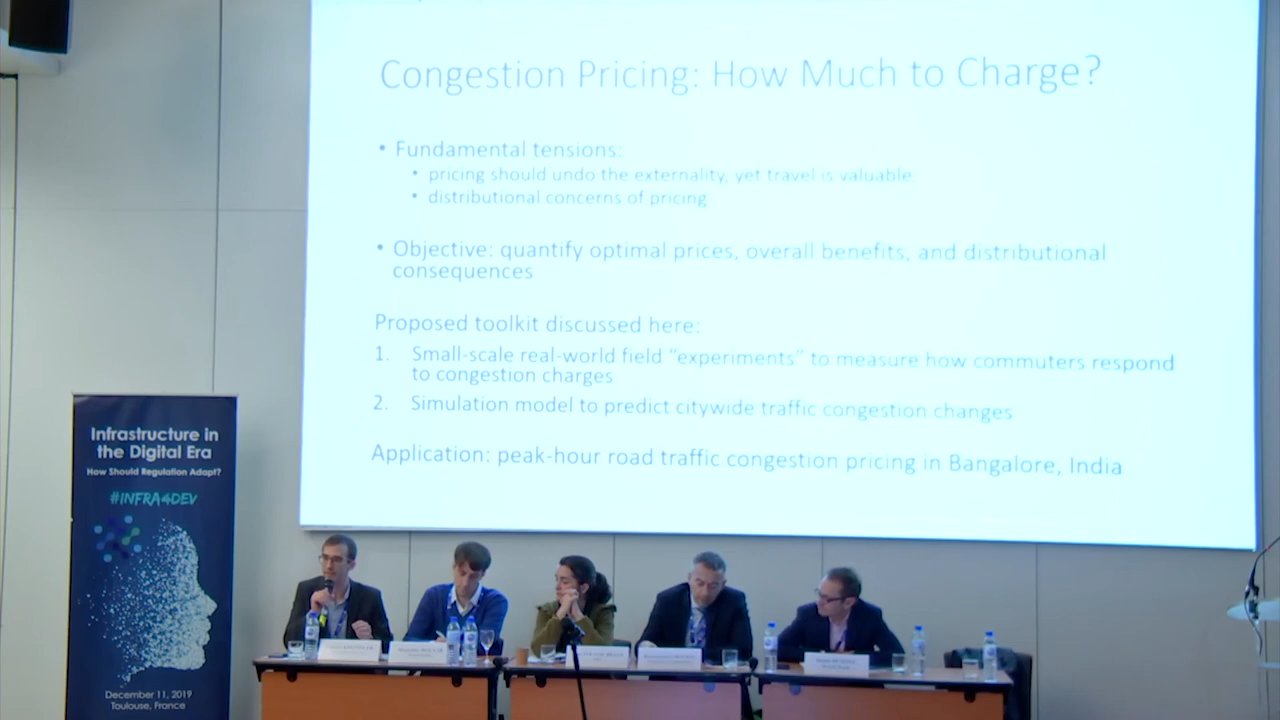 Congestion Pricing: How Much to Charge?
• Fundamental tensions:
• pricing should undo the externality, yet travel is valuable
• distributional concerns of pricing
• Objective: quantify optimal prices, overall benefits, and distributional
consequences
Proposed toolkit discussed here:
1. Small-scale real-world field “experiments” to measure how commuters respond
to congestion charges
2. Simulation model to predict citywide traffic congestion changes
Application: peak-hour road traffic congestion pricing in Bangalore, India
Infrastructure in
the Digital Era
How Should Regulation Adapt?
#INFRA4DEV
December 11, 2019
Toulouse, France